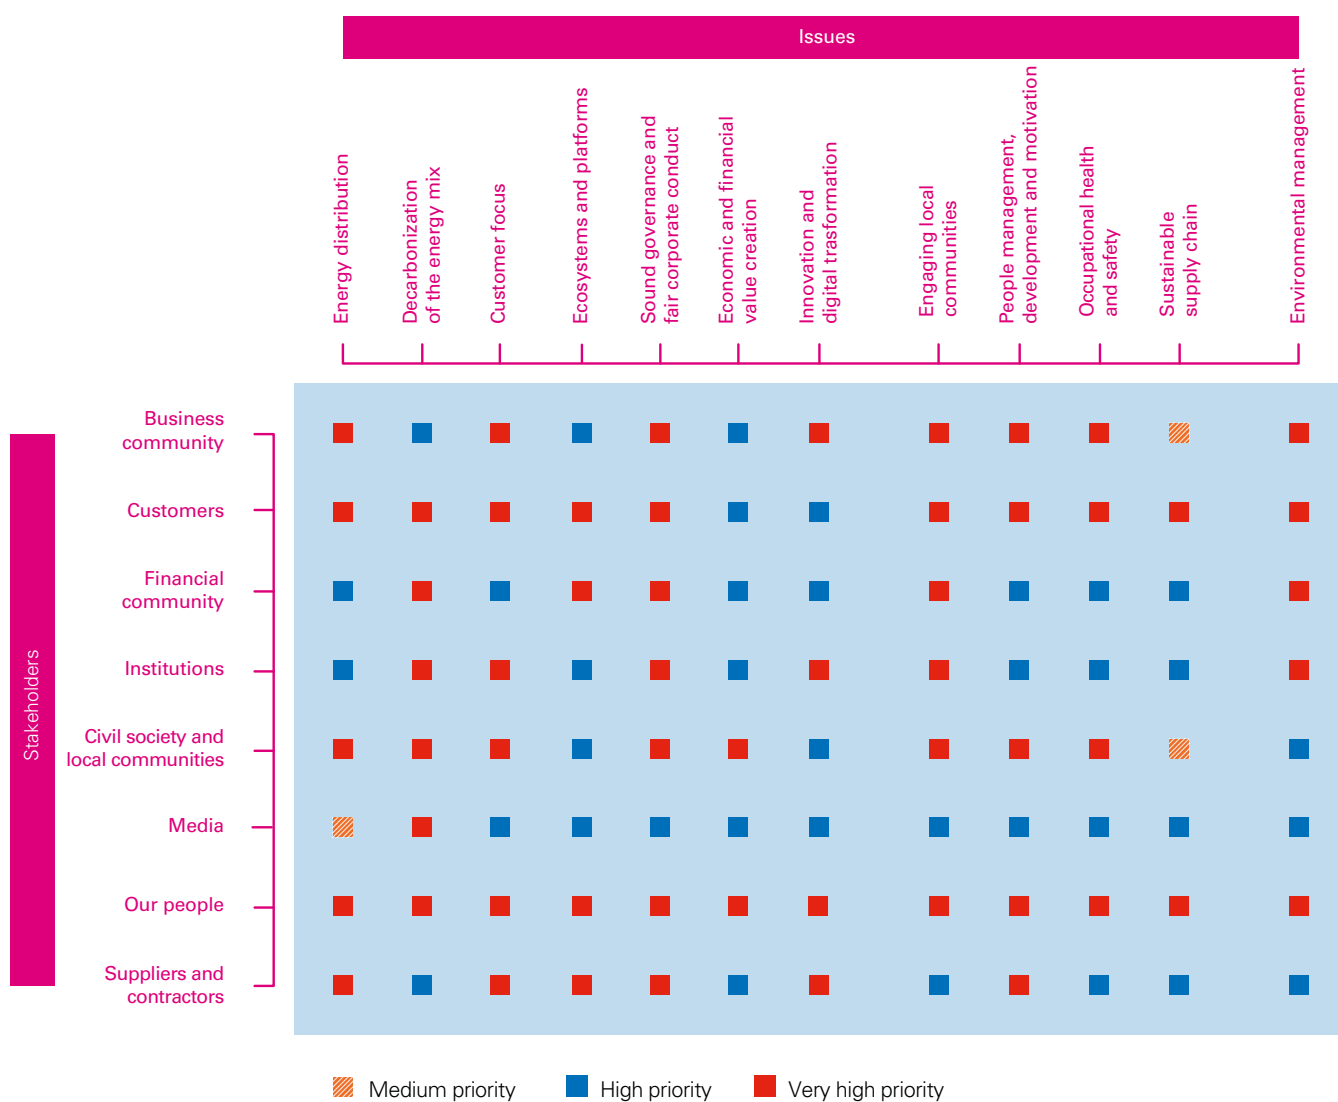 Issues
Energy distribution
Decarbonization
of the energy mix
Customer focus
Ecosystems and platforms
Sound governance and
fair corporate conduct
Economic and financial
value creation
Innovation and
digital trasformation
Engaging local
communities
People management,
development and motivation
Occupational health
and safety
Sustainable
supply chain
Environmental management
Stakeholders
Business
community
Customers
Financial
community
Institutions
Civil society and
local communities
Media
Our people
Suppliers and
contractors
Medium priority
High priority
Very high priority